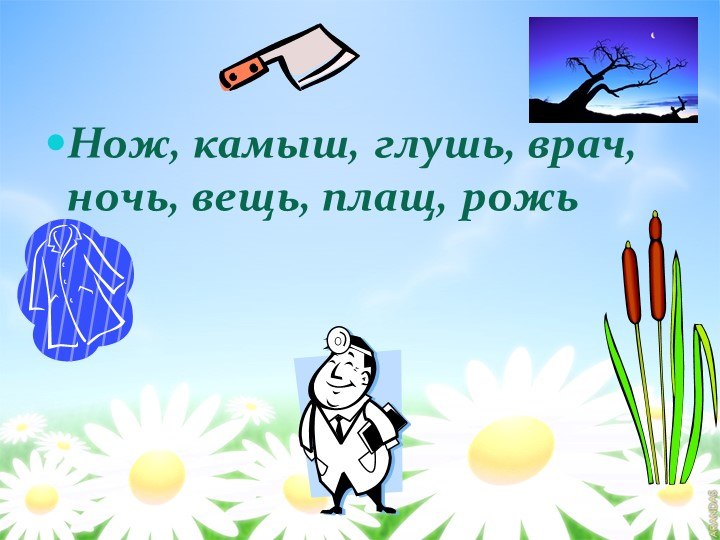 Нож, камыш, глушь, врач,
ночь, вещь, плащ, рожь